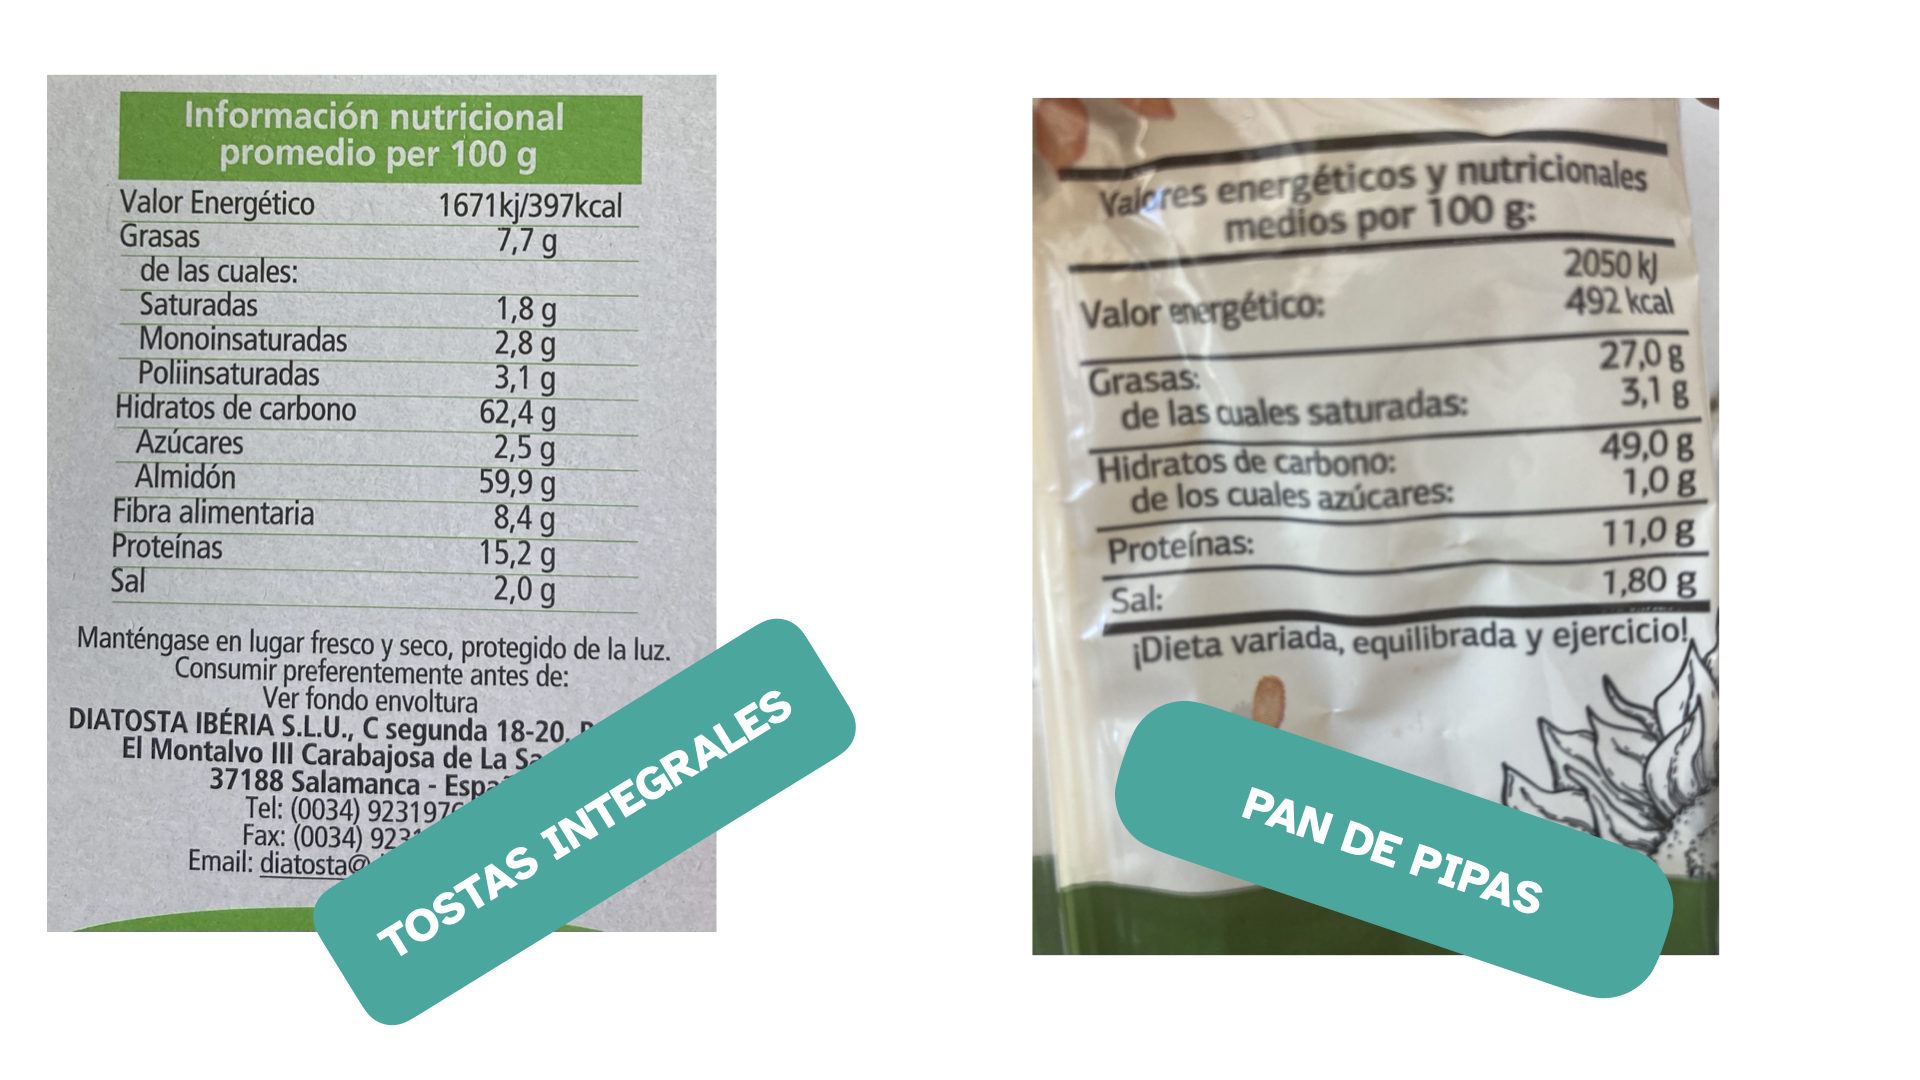 Información nutricional
promedio per 100 g
Valor Energético 1671kj/397kcal
Grasas 7,7 g
de las cuales:
Saturadas 1,8 g
Monoinsaturadas 2,8 g
Poliinsaturadas 3,1 g
Hidratos de carbono 62,4 g
Azúcares 2,5 g
Almidón 59,9 g
Fibra alimentaria 8,4 g
Proteínas 15,2 g
Sal 2,0 g
Manténgase en lugar fresco y seco, protegido de la luz.
Consumir preferentemente antes de:
Ver fondo envoltura
DIATOSTA IBÉRIA S.L.U., C segunda 18-20,
El Montalvo III Carabajosa de La
37188 Salamanca -
Tel: (0034)
Fax: (0034)
Email: diatosta@
TOSTAS INTEGRALES
Valores energéticos y nutricionales
medios por 100 g:
2050 kJ
Valor energético: 492 kcal
Grasas: 27,0 g
de las cuales saturadas: 3,1 g
Hidratos de carbono: 49,0 g
de los cuales azúcares: 1,0 g
Proteínas: 11,0 g
Sal: 1,80 g
¡Dieta variada, equilibrada y ejercicio!
PAN DE PIPAS